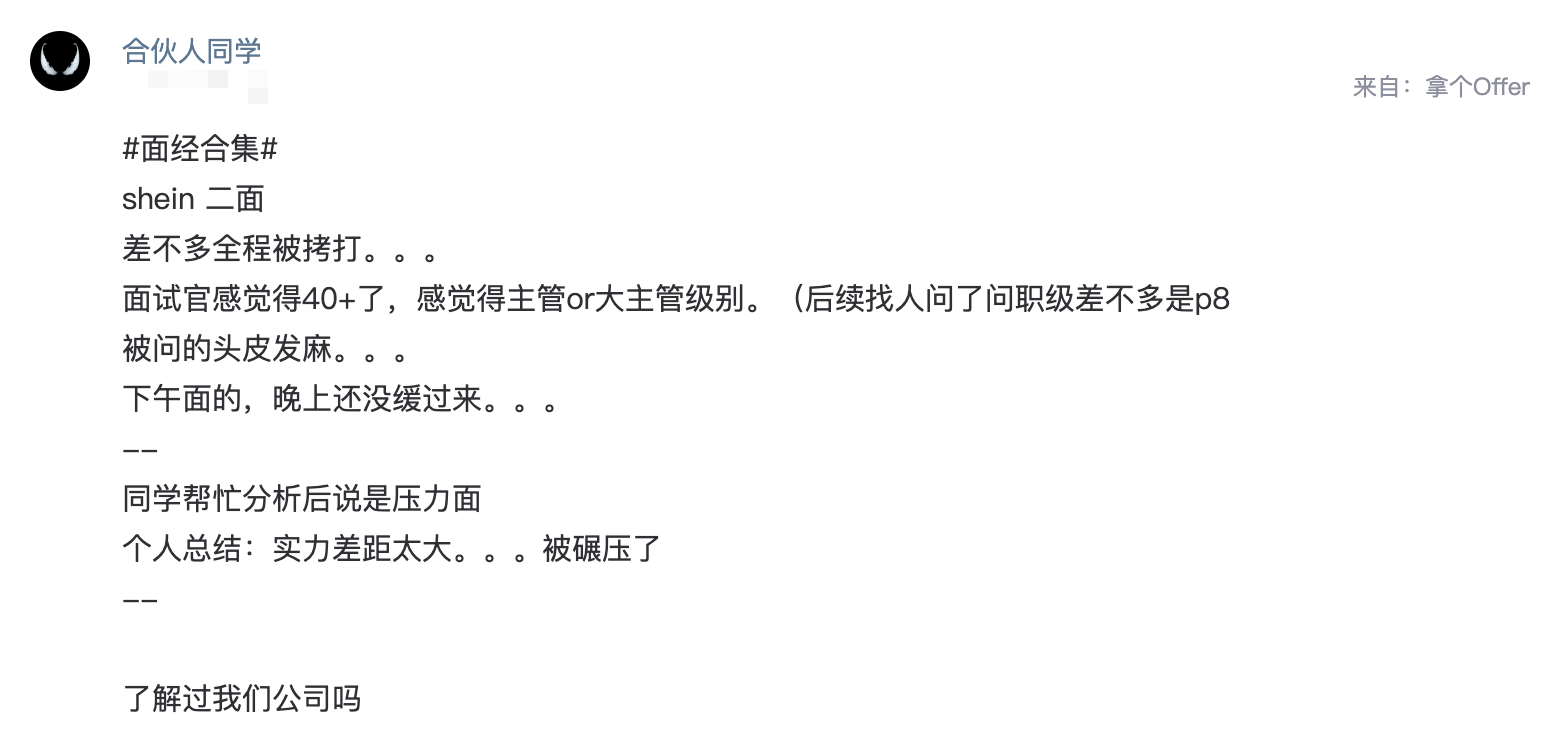 合伙人同学
来自：拿个Offer
#面经合集#
shein 二面
差不多全程被拷打。。。
面试官感觉得40+了，感觉得主管or大主管级别。（后续找人问了问职级差不多是p8
被问的头皮发麻。。。
下午面的，晚上还没缓过来。。。
--
同学帮忙分析后说是压力面
个人总结：实力差距太大。。。被碾压了
--
了解过我们公司吗